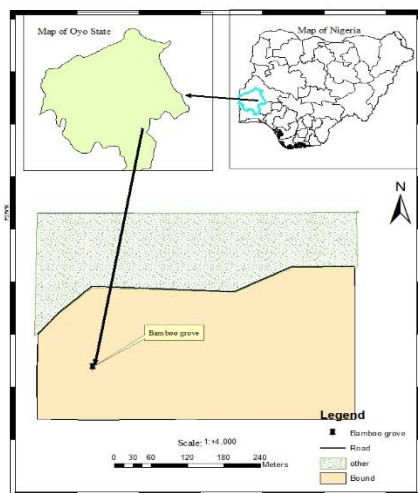 Map of Oyo State
Map of Nigeria
N
Bamboo grove
Legend
Bamboo grove
Road
other
Bound
Scale: 1:+4,000
0 30 60 120 180 240
Meters